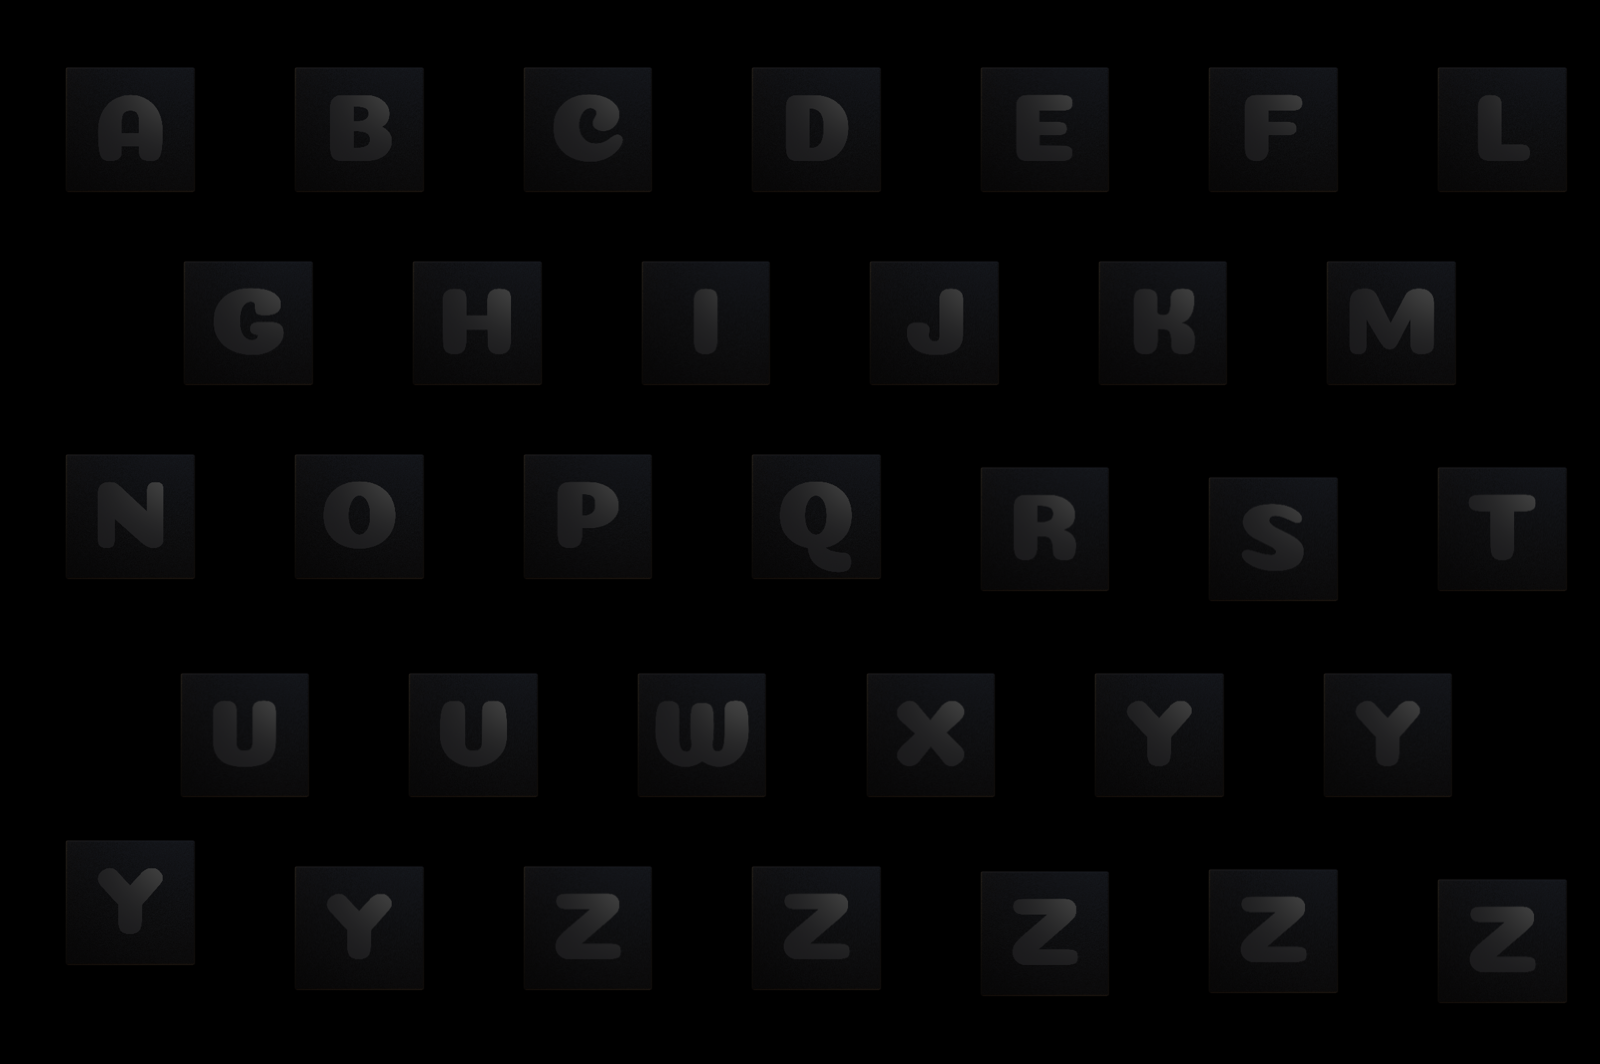 A B C D E F L
G H I J K M
N O P Q R S T
U U W X Y Y
Y Y Z Z Z Z Z